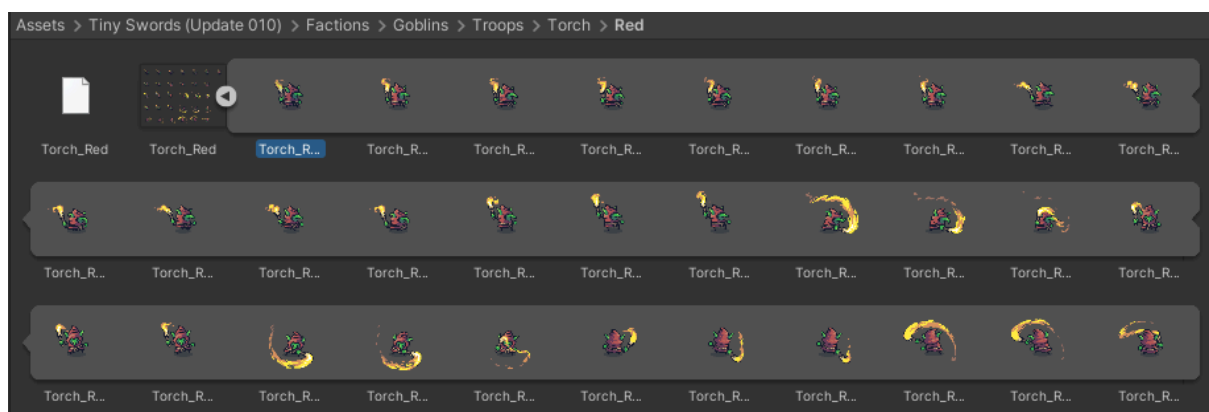 Assets > Tiny Swords (Update 010) > Factions > Goblins > Troops > Torch > Red
Torch_Red Torch_Red Torch_R... Torch_R... Torch_R... Torch_R... Torch_R... Torch_R... Torch_R... Torch_R... Torch_R...
Torch_R... Torch_R... Torch_R... Torch_R... Torch_R... Torch_R... Torch_R... Torch_R... Torch_R... Torch_R... Torch_R...
Torch_R... Torch_R... Torch_R... Torch_R... Torch_R... Torch_R... Torch_R... Torch_R... Torch_R... Torch_R... Torch_R...